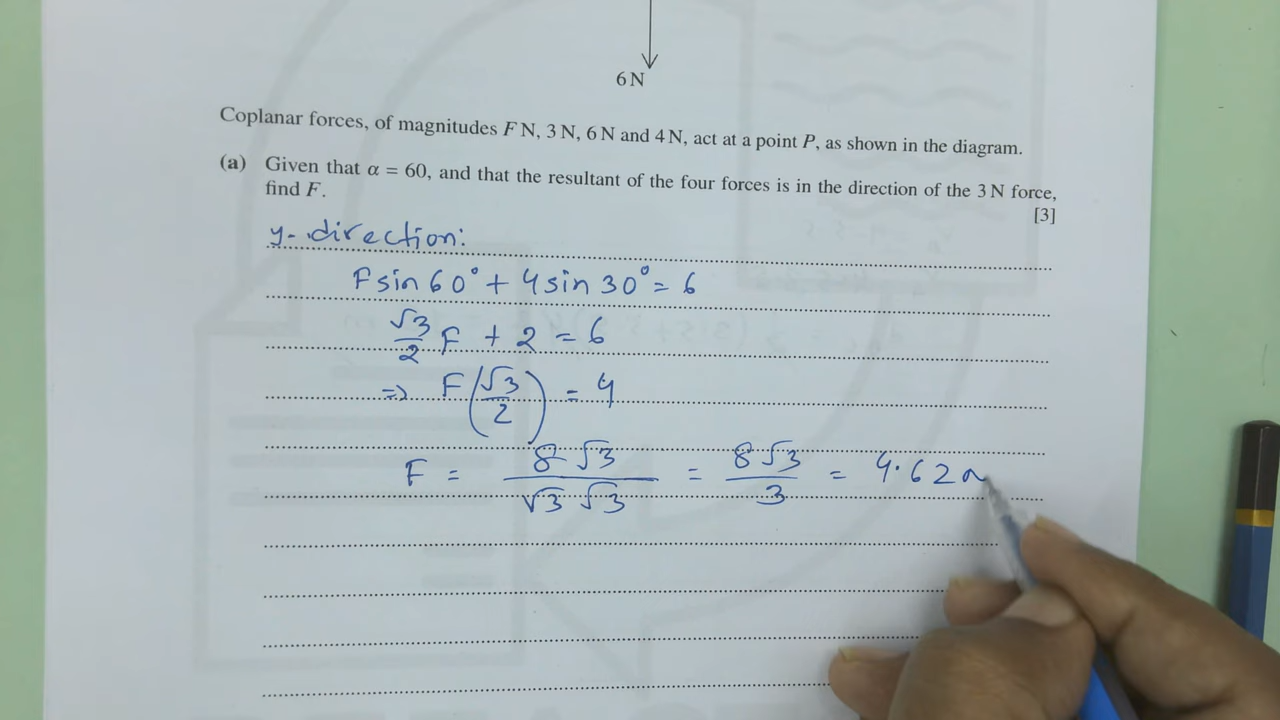 6 N
Coplanar forces, of magnitudes F N, 3 N, 6 N and 4 N, act at a point P, as shown in the diagram.
(a) Given that α = 60, and that the resultant of the four forces is in the direction of the 3 N force,
find F. [3]
y-direction:
F sin 60° + 4 sin 30° = 6
√3/2 F + 2 = 6
=> F(√3/2) = 4
F = 8√3/√3√3 = 8√3/3 = 4.62